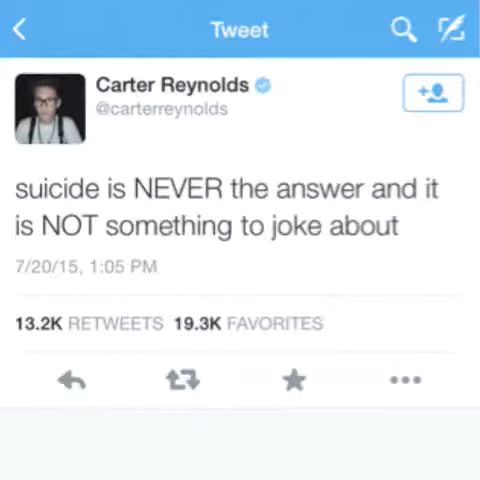 Tweet
Carter Reynolds
@carterreynolds
suicide is NEVER the answer and it
is NOT something to joke about
7/20/15, 1:05 PM
13.2K RETWEETS 19.3K FAVORITES